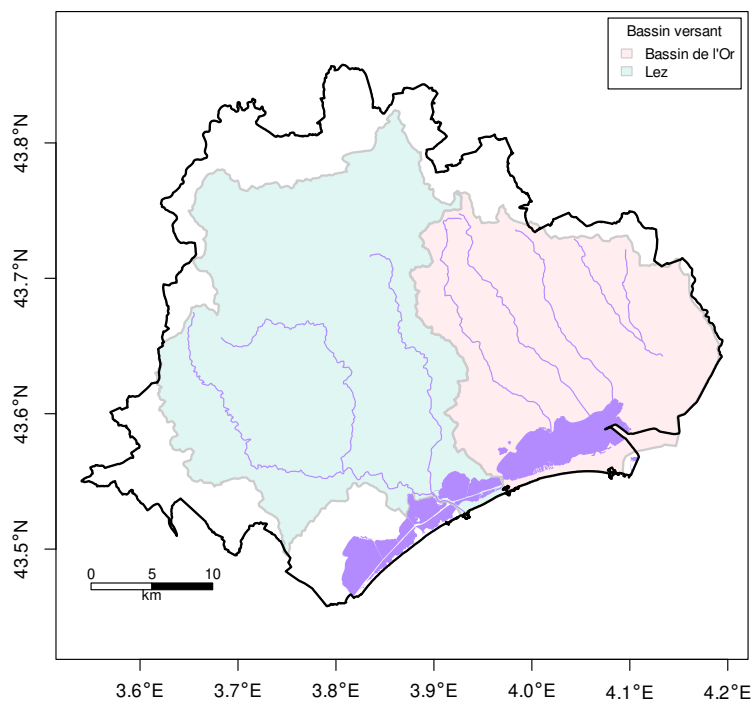 Bassin versant
Bassin de l'Or
Lez
43.8°N
43.7°N
43.6°N
43.5°N
0 5 10
km
3.6°E 3.7°E 3.8°E 3.9°E 4.0°E 4.1°E 4.2°E